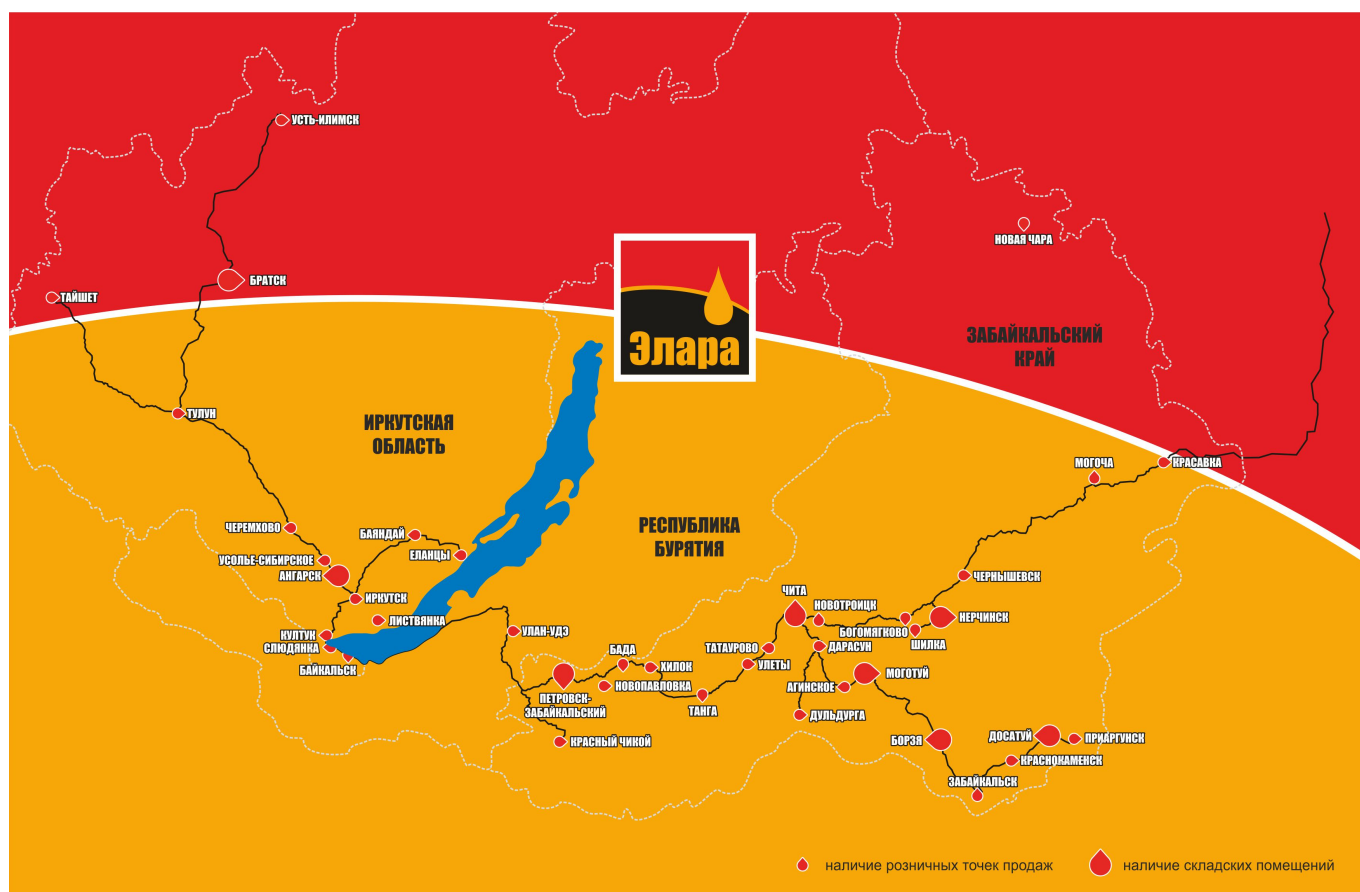 УСТЬ-ИЛИМСК
НОВАЯ ЧАРА
БРАТСК
ТАЙШЕТ
Элара
ЗАБАЙКАЛЬСКИЙ
КРАЙ
ТУЛУН
ИРКУТСКАЯ
ОБЛАСТЬ
МОГОЧА
КРАСАВКА
РЕСПУБЛИКА
БУРЯТИЯ
ЧЕРЕМХОВО
БАЯНДАЙ
ЕЛАНЦЫ
УСОЛЬЕ-СИБИРСКОЕ
АНГАРСК
ЧЕРНЫШЕВСК
ИРКУТСК
ЛИСТВЯНКА
ЧИТА
НОВОТРОИЦК
НЕРЧИНСК
БОГОМЯГКОВО
ШИЛКА
КУЛТУК
СЛЮДЯНКА
БАЙКАЛЬСК
УЛАН-УДЭ
ТАТАУРОВО
ДАРАСУН
БАДА
ХИЛОК
УЛЕТЫ
МОГОТУЙ
АГИНСКОЕ
НОВОПАВЛОВКА
ПЕТРОВСК-
ЗАБАЙКАЛЬСКИЙ
ТАНГА
ДУЛЬДУРГА
КРАСНЫЙ ЧИКОЙ
БОРЗЯ
ДОСАТУЙ
ПРИАРГУНСК
КРАСНОКАМЕНСК
ЗАБАЙКАЛЬСК
наличие розничных точек продаж
наличие складских помещений